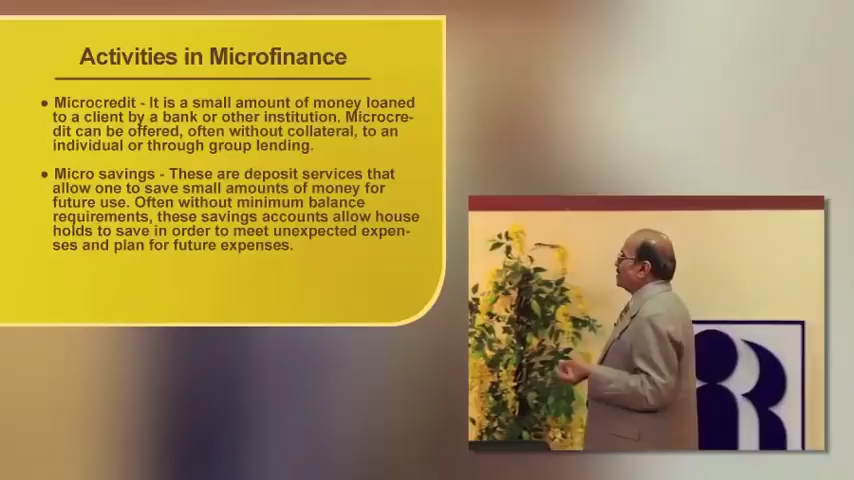 Activities in Microfinance
● Microcredit - It is a small amount of money loaned
to a client by a bank or other institution. Microcre-
dit can be offered, often without collateral, to an
individual or through group lending.
● Micro savings - These are deposit services that
allow one to save small amounts of money for
future use. Often without minimum balance
requirements, these savings accounts allow house
holds to save in order to meet unexpected expen-
ses and plan for future expenses.